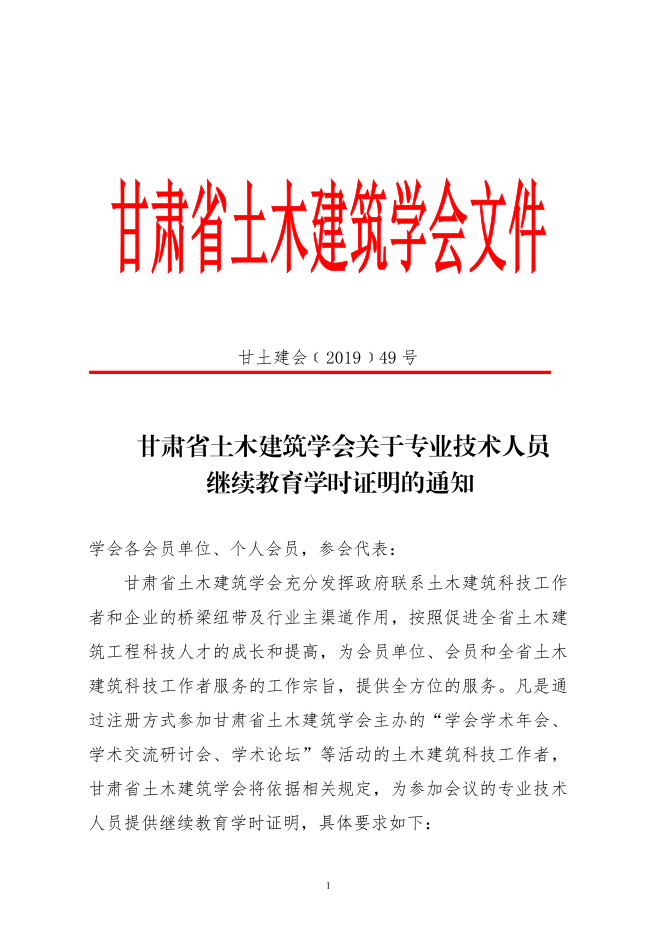 甘肃省土木建筑学会文件
甘土建会﹝2019﹞49 号
甘肃省土木建筑学会关于专业技术人员
继续教育学时证明的通知
学会各会员单位、个人会员，参会代表：
甘肃省土木建筑学会充分发挥政府联系土木建筑科技工作
者和企业的桥梁纽带及行业主渠道作用，按照促进全省土木建
筑工程科技人才的成长和提高，为会员单位、会员和全省土木
建筑科技工作者服务的工作宗旨，提供全方位的服务。凡是通
过注册方式参加甘肃省土木建筑学会主办的“学会学术年会、
学术交流研讨会、学术论坛”等活动的土木建筑科技工作者，
甘肃省土木建筑学会将依据相关规定，为参加会议的专业技术
人员提供继续教育学时证明，具体要求如下：
1